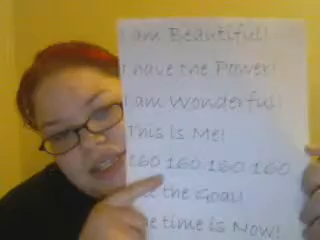 I am Beautiful!
I have the Power!
I am Wonderful!
This is Me!
160 160 160 160
the Goal!
time is Now!